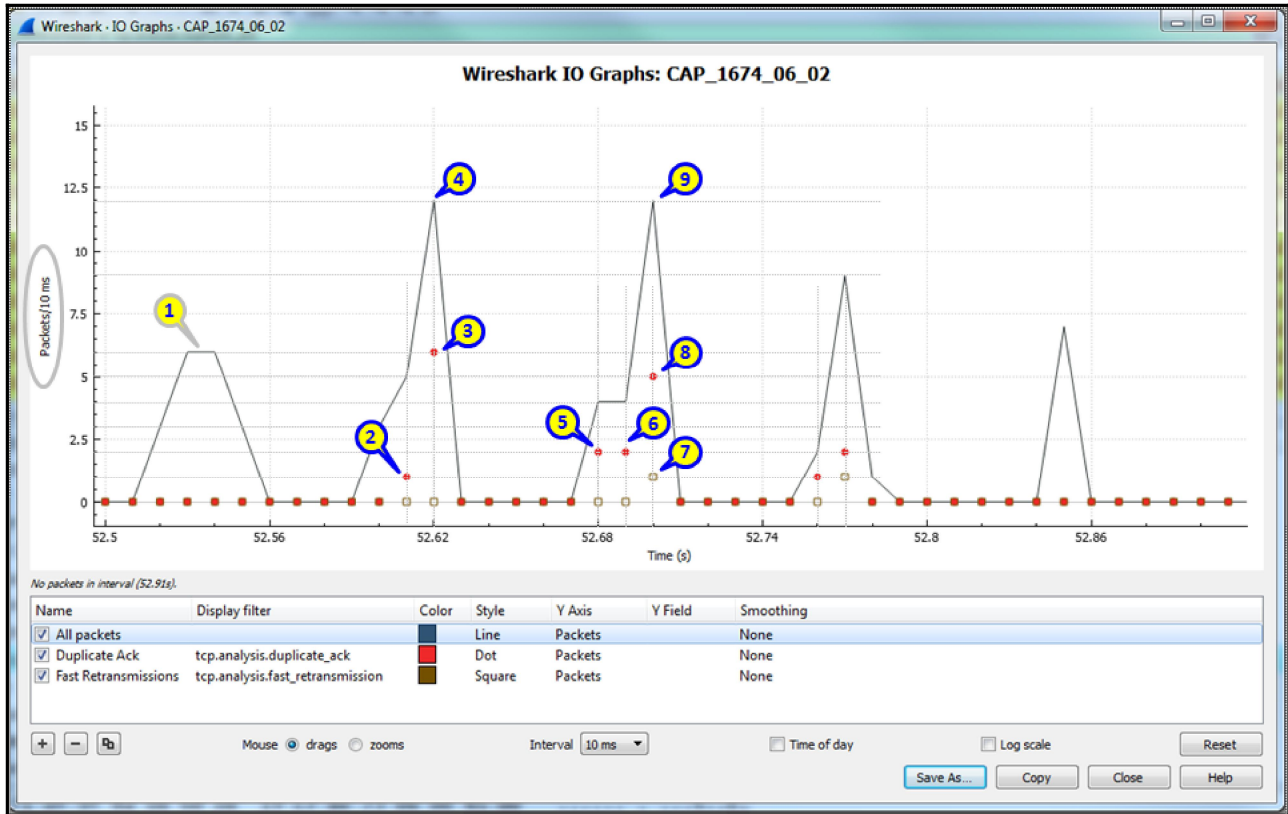 Wireshark · IO Graphs · CAP_1674_06_02
Wireshark IO Graphs: CAP_1674_06_02
15
12.5
10
7.5
5
2.5
0
Packets/10 ms
1
2
3
4
5
6
7
8
9
52.5
52.56
52.62
52.68
52.74
52.8
52.86
Time (s)
No packets in interval (52.91s).
Name Display filter Color Style Y Axis Y Field Smoothing
All packets Line Packets None
Duplicate Ack tcp.analysis.duplicate_ack Dot Packets None
Fast Retransmissions tcp.analysis.fast_retransmission Square Packets None
Mouse drags zooms Interval 10 ms Time of day Log scale Reset
Save As... Copy Close Help